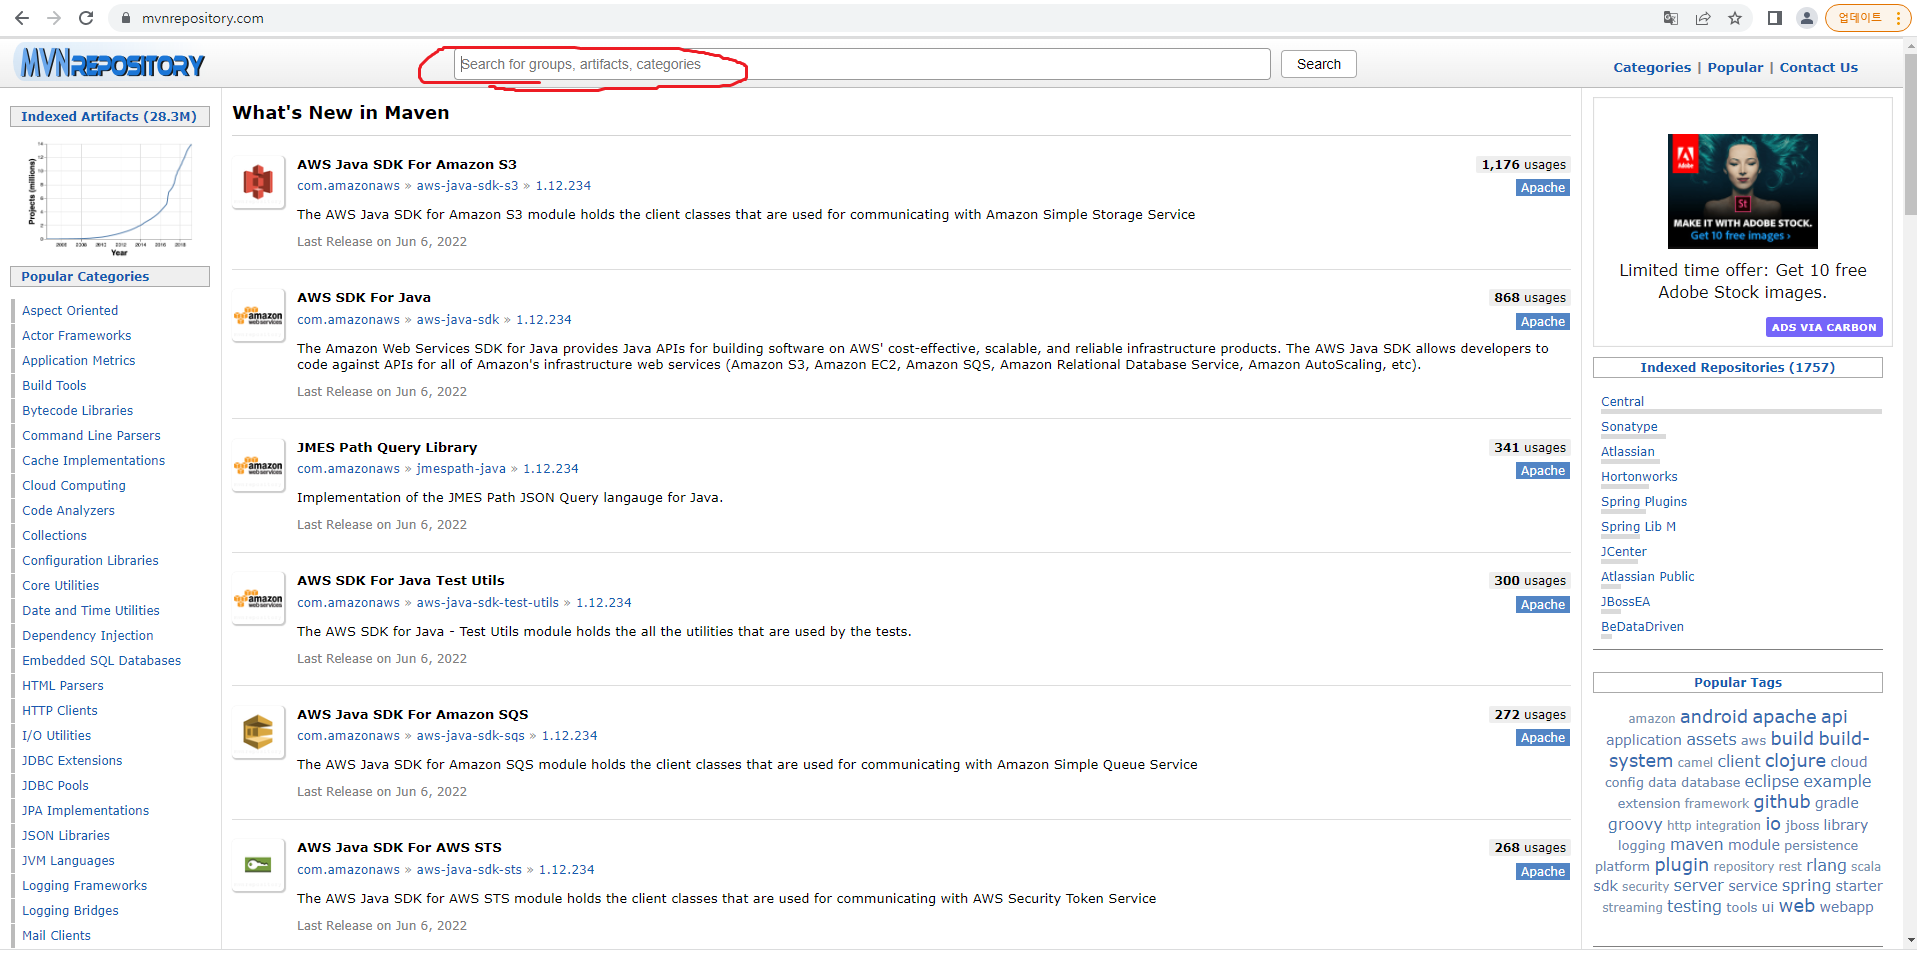 mvnrepository.com
업데이트
MVNREPOSITORY
Search for groups, artifacts, categories
Search
Categories | Popular | Contact Us
Indexed Artifacts (28.3M)
Projects (millions)
Year
Popular Categories
Aspect Oriented
Actor Frameworks
Application Metrics
Build Tools
Bytecode Libraries
Command Line Parsers
Cache Implementations
Cloud Computing
Code Analyzers
Collections
Configuration Libraries
Core Utilities
Date and Time Utilities
Dependency Injection
Embedded SQL Databases
HTML Parsers
HTTP Clients
I/O Utilities
JDBC Extensions
JDBC Pools
JPA Implementations
JSON Libraries
JVM Languages
Logging Frameworks
Logging Bridges
Mail Clients
What's New in Maven
AWS Java SDK For Amazon S3
1,176 usages
com.amazonaws » aws-java-sdk-s3 » 1.12.234
Apache
The AWS Java SDK for Amazon S3 module holds the client classes that are used for communicating with Amazon Simple Storage Service
Last Release on Jun 6, 2022
amazon
webservices
AWS SDK For Java
868 usages
com.amazonaws » aws-java-sdk » 1.12.234
Apache
The Amazon Web Services SDK for Java provides Java APIs for building software on AWS' cost-effective, scalable, and reliable infrastructure products. The AWS Java SDK allows developers to
code against APIs for all of Amazon's infrastructure web services (Amazon S3, Amazon EC2, Amazon SQS, Amazon Relational Database Service, Amazon AutoScaling, etc).
Last Release on Jun 6, 2022
amazon
webservices
JMES Path Query Library
341 usages
com.amazonaws » jmespath-java » 1.12.234
Apache
Implementation of the JMES Path JSON Query langauge for Java.
Last Release on Jun 6, 2022
amazon
webservices
AWS SDK For Java Test Utils
300 usages
com.amazonaws » aws-java-sdk-test-utils » 1.12.234
Apache
The AWS SDK for Java - Test Utils module holds the all the utilities that are used by the tests.
Last Release on Jun 6, 2022
AWS Java SDK For Amazon SQS
272 usages
com.amazonaws » aws-java-sdk-sqs » 1.12.234
Apache
The AWS Java SDK for Amazon SQS module holds the client classes that are used for communicating with Amazon Simple Queue Service
Last Release on Jun 6, 2022
AWS Java SDK For AWS STS
268 usages
com.amazonaws » aws-java-sdk-sts » 1.12.234
Apache
The AWS Java SDK for AWS STS module holds the client classes that are used for communicating with AWS Security Token Service
Last Release on Jun 6, 2022
Adobe
St
MAKE IT WITH ADOBE STOCK.
Get 10 free images ›
Limited time offer: Get 10 free
Adobe Stock images.
ADS VIA CARBON
Indexed Repositories (1757)
Central
Sonatype
Atlassian
Hortonworks
Spring Plugins
Spring Lib M
JCenter
Atlassian Public
JBossEA
BeDataDriven
Popular Tags
amazon android apache api
application assets aws build build-
system camel client clojure cloud
config data database eclipse example
extension framework github gradle
groovy http integration io jboss library
logging maven module persistence
platform plugin repository rest rlang scala
sdk security server service spring starter
streaming testing tools ui web webapp